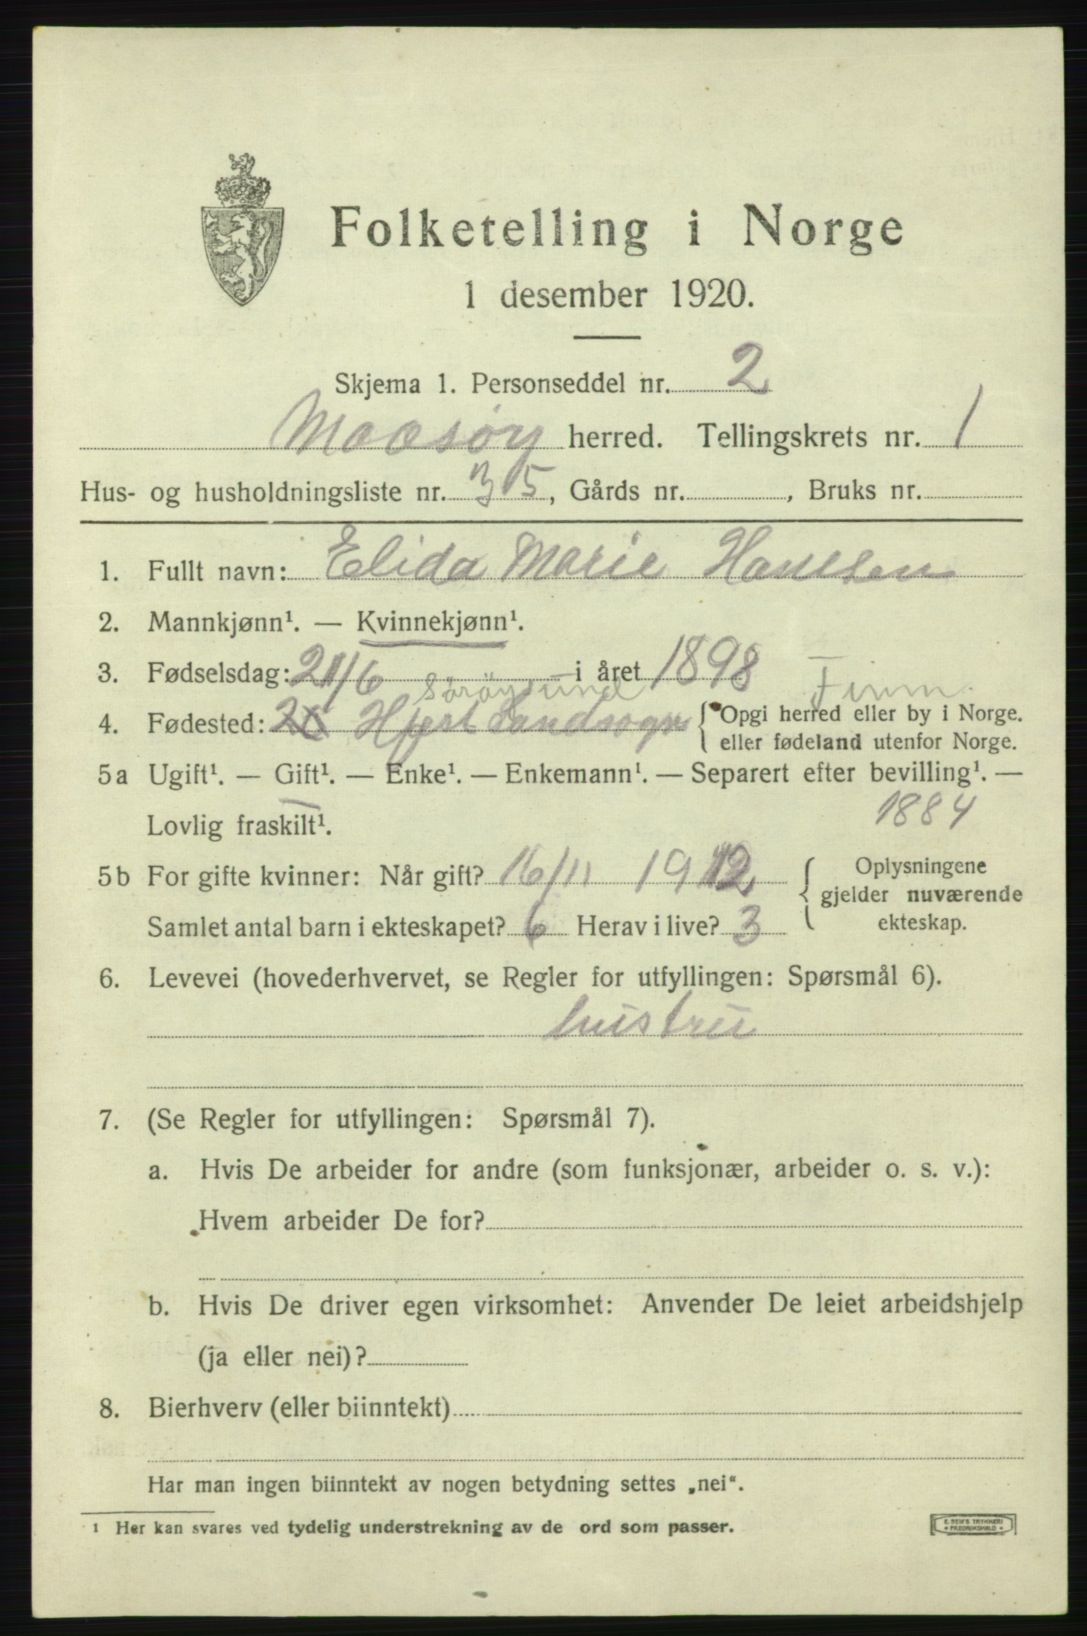 Folketelling i Norge
1 desember 1920.
Skjema 1. Personseddel nr. 2
Maasøy herred. Tellingskrets nr. 1
Hus- og husholdningsliste nr. 35, Gårds nr. , Bruks nr.
1. Fullt navn: Elida Marie Hansen
2. Mannkjønn¹. — Kvinnekjønn¹.
3. Fødselsdag: 21/6 i året 1898
Sørøysund Finm.
4. Fødested: Hjert Landsogn { Opgi herred eller by i Norge.
eller fødeland utenfor Norge.
5a Ugift¹. — Gift¹. — Enke¹. — Enkemann¹. — Separert efter bevilling¹. —
Lovlig fraskilt¹. 1884
5b For gifte kvinner: Når gift? 16/11 1912 { Oplysningene
gjelder nuværende
Samlet antal barn i ekteskapet? 6 Herav i live? 3 ekteskap.
6. Levevei (hovederhvervet, se Regler for utfyllingen: Spørsmål 6).
hustru
7. (Se Regler for utfyllingen: Spørsmål 7).
a. Hvis De arbeider for andre (som funksjonær, arbeider o. s. v.):
Hvem arbeider De for?
b. Hvis De driver egen virksomhet: Anvender De leiet arbeidshjelp
(ja eller nei)?
8. Bierhverv (eller biinntekt)
Har man ingen biinntekt av nogen betydning settes „nei“.
¹ Her kan svares ved tydelig understrekning av de ord som passer.
E. SEM'S TRYKKERI
FREDRIKSHALD